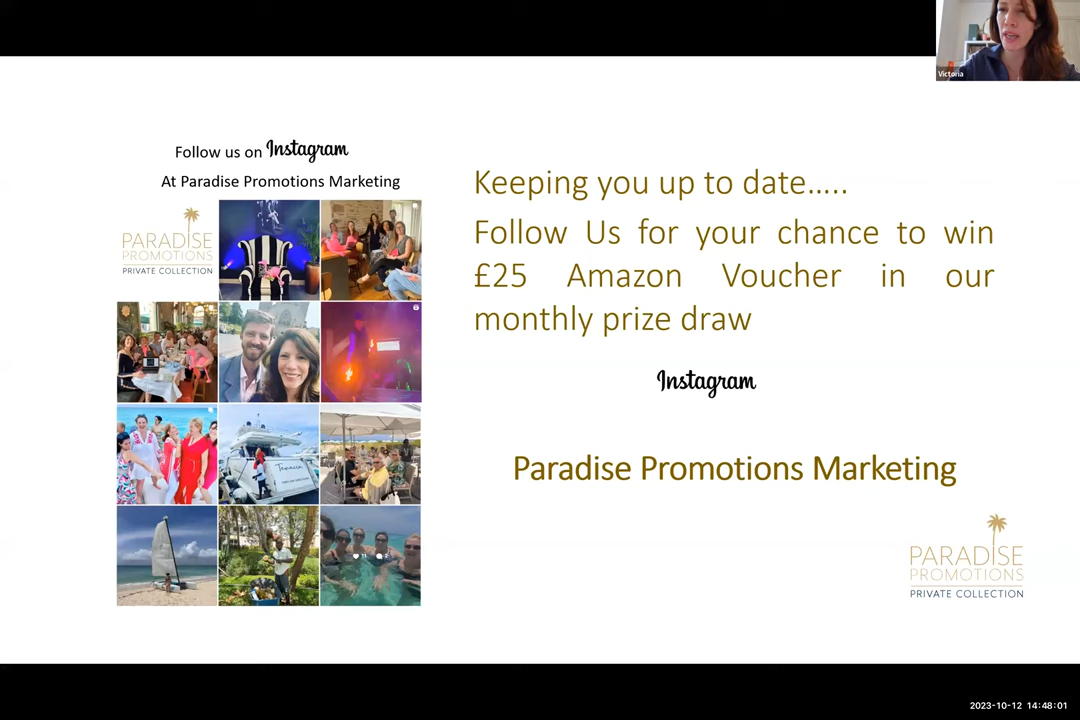 Victoria
Follow us on Instagram
At Paradise Promotions Marketing
PARADISE
PROMOTIONS
PRIVATE COLLECTION
Keeping you up to date.....
Follow Us for your chance to win
£25 Amazon Voucher in our
monthly prize draw
Instagram
Paradise Promotions Marketing
PARADISE
PROMOTIONS
PRIVATE COLLECTION
2023-10-12 14:48:01